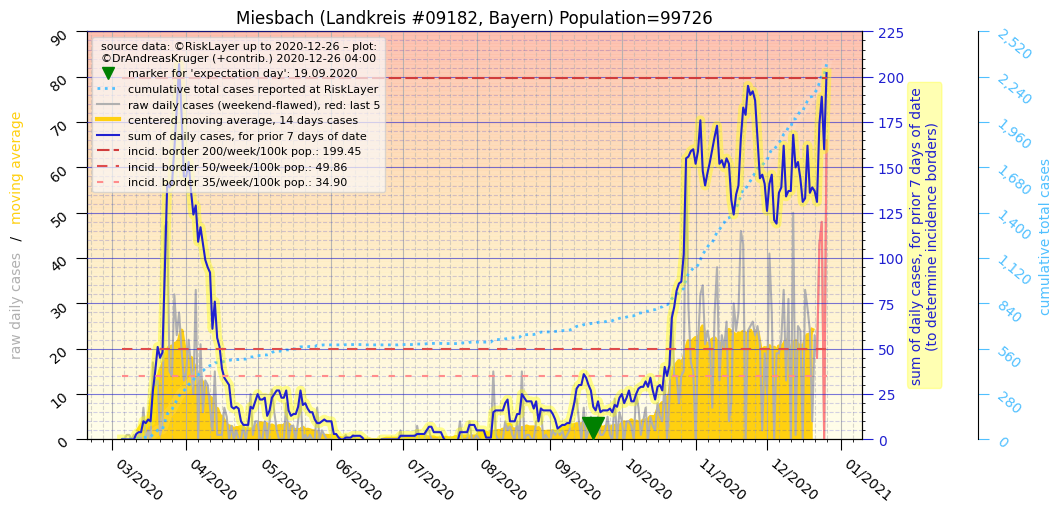 Miesbach (Landkreis #09182, Bayern) Population=99726
source data: ©RiskLayer up to 2020-12-26 – plot:
©DrAndreasKruger (+contrib.) 2020-12-26 04:00
marker for 'expectation day': 19.09.2020
cumulative total cases reported at RiskLayer
raw daily cases (weekend-flawed), red: last 5
centered moving average, 14 days cases
sum of daily cases, for prior 7 days of date
incid. border 200/week/100k pop.: 199.45
incid. border 50/week/100k pop.: 49.86
incid. border 35/week/100k pop.: 34.90
raw daily cases / moving average
90
80
70
60
50
40
30
20
10
0
03/2020
04/2020
05/2020
06/2020
07/2020
08/2020
09/2020
10/2020
11/2020
12/2020
01/2021
225
200
175
150
125
100
75
50
25
0
sum of daily cases, for prior 7 days of date
(to determine incidence borders)
2,520
2,240
1,960
1,680
1,400
1,120
840
560
280
0
cumulative total cases